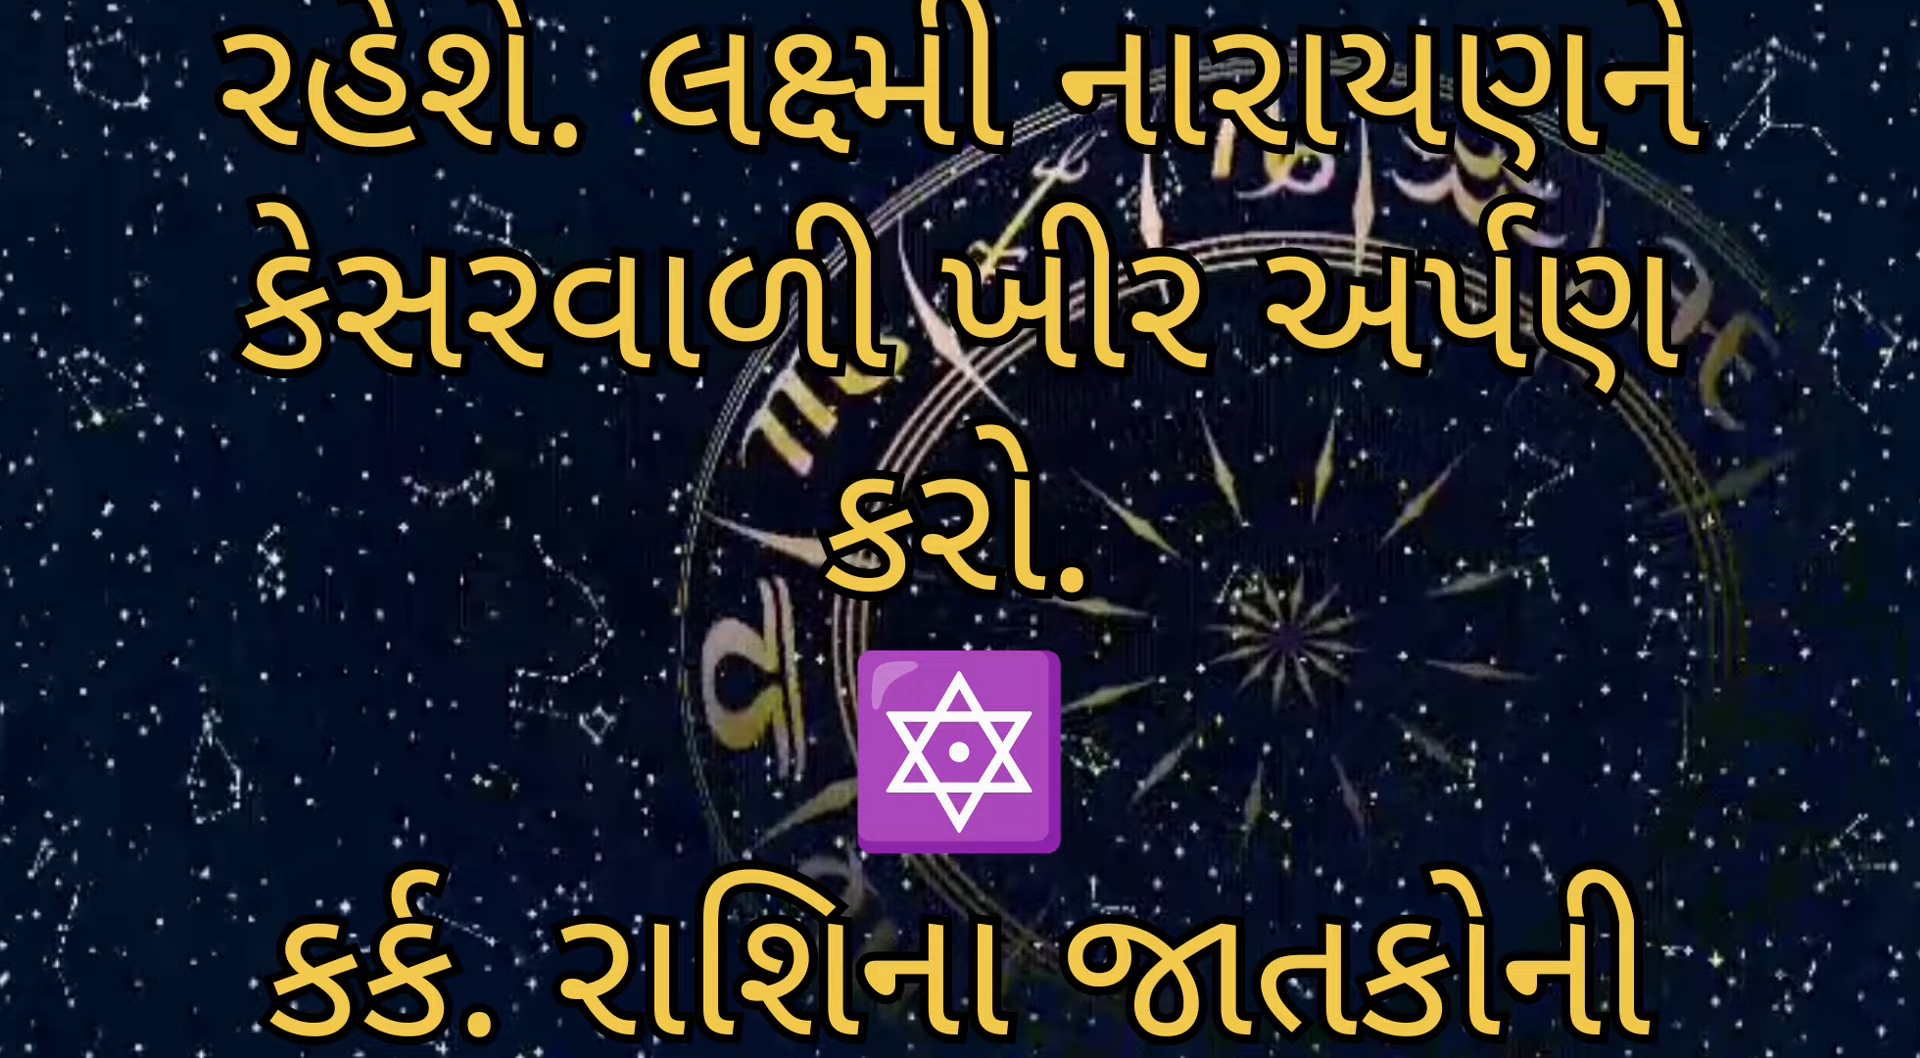 રહેશે. લક્ષ્મી નારાયણને
કેસરવાળી ખીર અર્પણ
કરો.
કર્ક. રાશિના જાતકોની